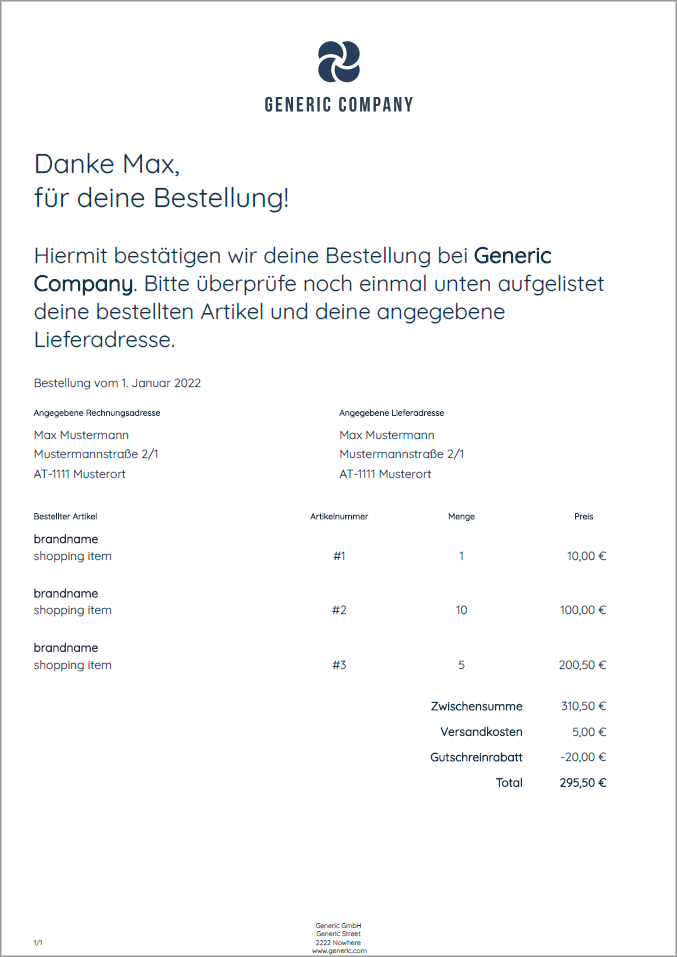 GENERIC COMPANY
Danke Max,
für deine Bestellung!
Hiermit bestätigen wir deine Bestellung bei Generic
Company. Bitte überprüfe noch einmal unten aufgelistet
deine bestellten Artikel und deine angegebene
Lieferadresse.
Bestellung vom 1. Januar 2022
Angegebene Rechnungsadresse Angegebene Lieferadresse
Max Mustermann Max Mustermann
Mustermannstraße 2/1 Mustermannstraße 2/1
AT-1111 Musterort AT-1111 Musterort
Bestellter Artikel Artikelnummer Menge Preis
brandname
shopping item #1 1 10,00 €
brandname
shopping item #2 10 100,00 €
brandname
shopping item #3 5 200,50 €
Zwischensumme 310,50 €
Versandkosten 5,00 €
Gutschreinrabatt -20,00 €
Total 295,50 €
Generic GmbH
Generic Street
1/1 2222 Nowhere
www.generic.com